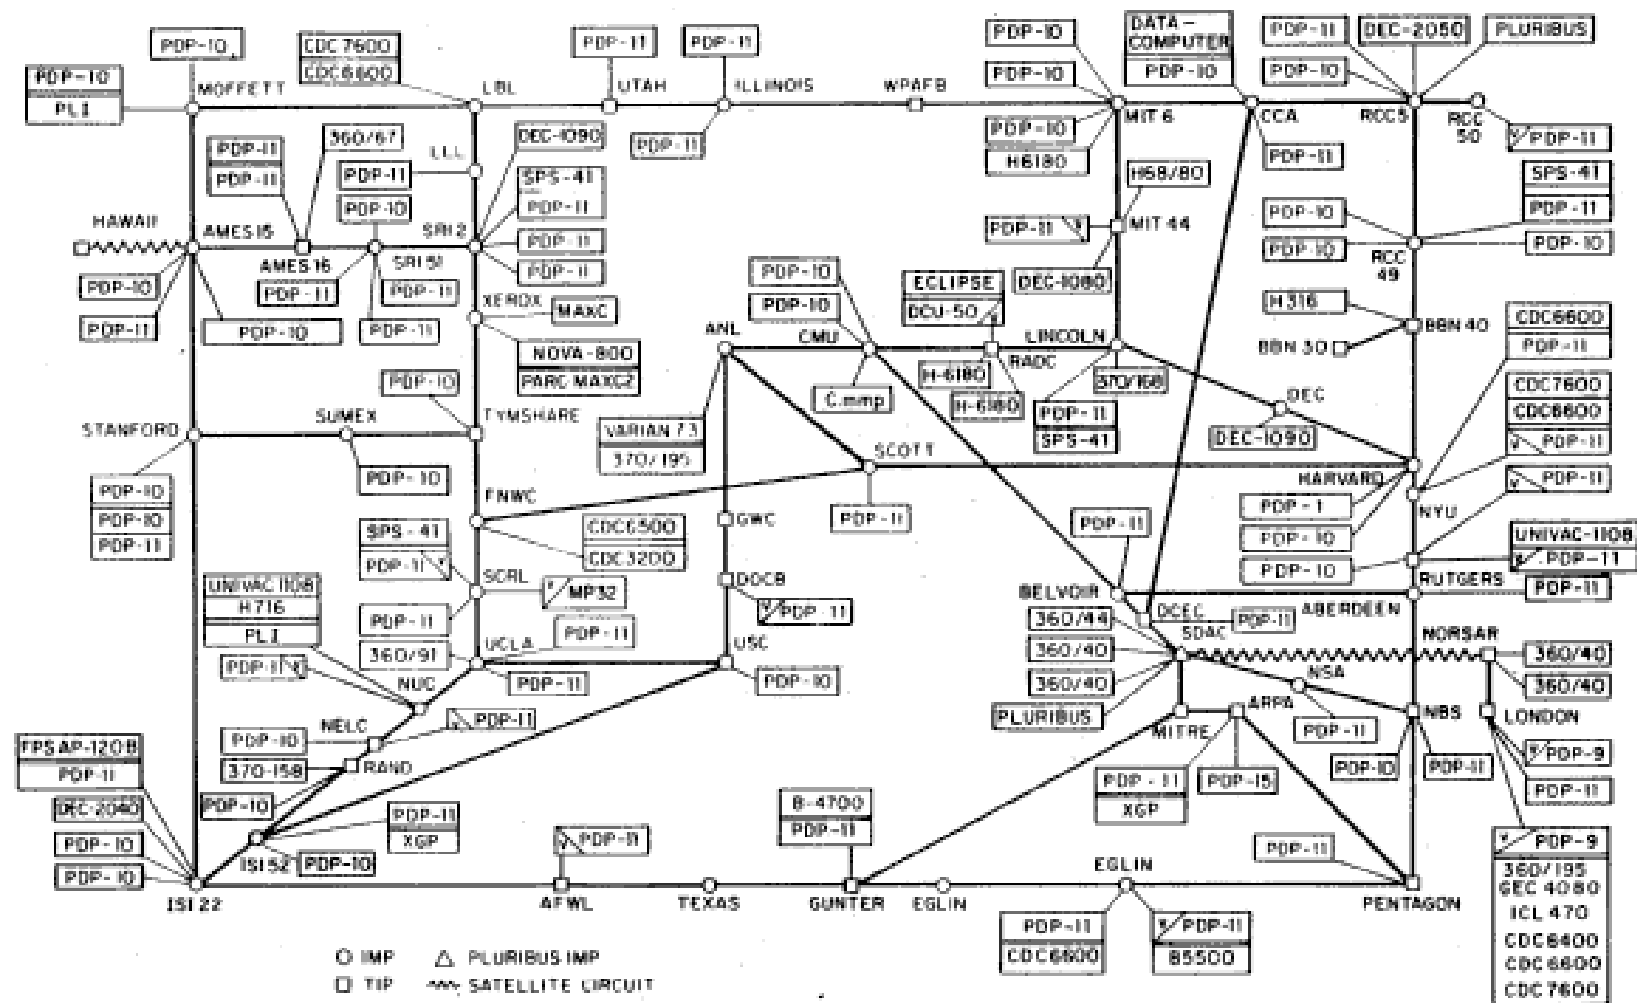 PDP-10
CDC7600
CDC6600
PDP-11
PDP-11
PDP-10
DATA-
COMPUTER
PDP-10
PDP-11
DEC-2050
PLURIBUS
PDP-10
PLI
PDP-10
PDP-10
MOFFETT
LBL
UTAH
ILLINOIS
WPAFB
MIT 6
CCA
RCC5
RCC
50
PDP-11
PDP-11
360/67
LLL
DEC-1090
PDP-11
PDP-10
H6180
PDP-11
PDP-11
PDP-11
SPS-41
PDP-11
H68/80
SPS-41
PDP-11
HAWAII
PDP-10
PDP-11
MIT 44
PDP-10
AMES15
AMES16
SRI 51
SRI 2
PDP-11
PDP-11
PDP-10
PDP-10
RCC
49
PDP-10
PDP-11
PDP-11
XEROX
MAXC
PDP-10
ECLIPSE
DCU-50
DEC-1080
H316
PDP-11
PDP-10
PDP-11
PDP-10
ANL
CMU
RADC
LINCOLN
BBN 40
BBN 30
CDC6600
PDP-11
NOVA-800
PARC-MAXC2
H-6180
H-6180
370/168
CDC7600
CDC6600
PDP-11
PDP-10
C.mmp
PDP-11
SPS-41
DEC
DEC-1090
STANFORD
SUMEX
TYMSHARE
VARIAN 73
370/195
SCOTT
HARVARD
PDP-11
PDP-10
PDP-10
PDP-11
PDP-10
FNWC
GWC
PDP-11
PDP-1
NYU
PDP-11
PDP-10
SPS-41
PDP-11
CDC6500
CDC3200
UNIVAC-1108
PDP-11
PDP-10
UNIVAC 1108
H716
PLI
SCRL
MP32
DOCB
BELVOIR
ABERDEEN
RUTGERS
PDP-11
PDP-11
PDP-11
PDP-11
360/44
DCEC
PDP-11
360/91
UCLA
USC
360/40
SDAC
NORSAR
360/40
PDP-11
NUC
PDP-11
PDP-10
360/40
NSA
360/40
NELC
PDP-11
PLURIBUS
MITRE
ARPA
PDP-11
NBS
LONDON
FPSAP-120B
PDP-11
PDP-10
370-158
RAND
PDP-11
XGP
PDP-15
PDP-10
PDP-11
PDP-9
PDP-11
DEC-2040
PDP-10
PDP-11
XGP
B-4700
PDP-11
PDP-10
PDP-10
ISI52
PDP-10
PDP-11
PDP-11
PDP-9
360/195
GEC 4080
ICL 470
CDC6400
CDC6600
CDC7600
ISI22
AFWL
TEXAS
GUNTER
EGLIN
EGLIN
PENTAGON
PDP-11
CDC6600
PDP-11
B5500
IMP
PLURIBUS IMP
TIP
SATELLITE CIRCUIT